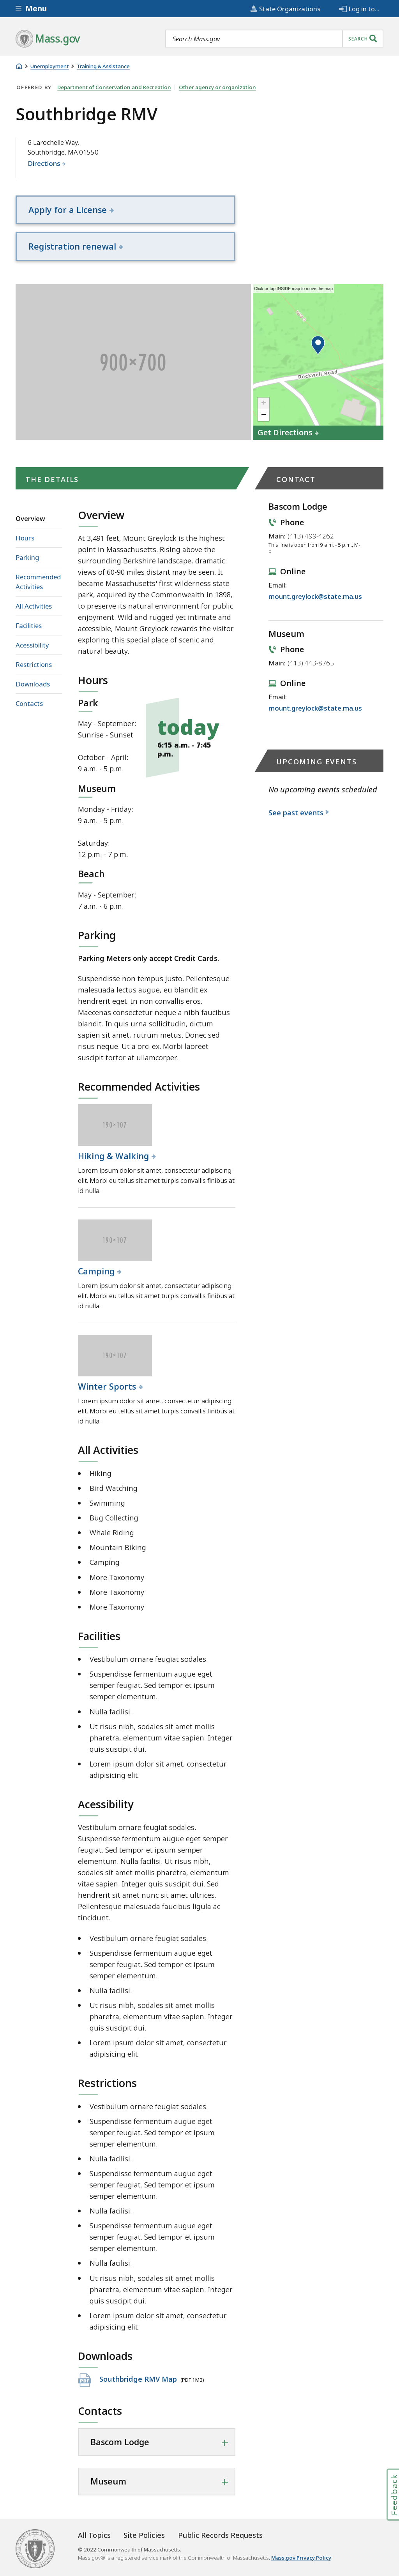 Menu
State Organizations
Log in to...
Mass.gov
Search Mass.gov
SEARCH
Unemployment
Training & Assistance
OFFERED BY
Department of Conservation and Recreation
Other agency or organization
Southbridge RMV
6 Larochelle Way,
Southbridge, MA 01550
Directions
Apply for a License
Registration renewal
900×700
Click or tap INSIDE map to move the map
Rockwell Road
+
−
Get Directions
THE DETAILS
Overview
Hours
Parking
Recommended
Activities
All Activities
Facilities
Acessibility
Restrictions
Downloads
Contacts
Overview
At 3,491 feet, Mount Greylock is the highest
point in Massachusetts. Rising above the
surrounding Berkshire landscape, dramatic
views of 60-90 miles distant may be seen. It
became Massachusetts' first wilderness state
park, acquired by the Commonwealth in 1898,
to preserve its natural environment for public
enjoyment. Wild and rugged yet intimate and
accessible, Mount Greylock rewards the visitor
exploring this special place of scenic and
natural beauty.
Hours
Park
May - September:
Sunrise - Sunset
October - April:
9 a.m. - 5 p.m.
today
6:15 a.m. - 7:45
p.m.
Museum
Monday - Friday:
9 a.m. - 5 p.m.
Saturday:
12 p.m. - 7 p.m.
Beach
May - September:
7 a.m. - 6 p.m.
Parking
Parking Meters only accept Credit Cards.
Suspendisse non tempus justo. Pellentesque
malesuada lectus augue, eu blandit ex
hendrerit eget. In non convallis eros.
Maecenas consectetur neque a nibh faucibus
blandit. In quis urna sollicitudin, dictum
sapien sit amet, rutrum metus. Donec sed
risus neque. Ut a orci ex. Morbi laoreet
suscipit tortor at ullamcorper.
Recommended Activities
190×107
Hiking & Walking
Lorem ipsum dolor sit amet, consectetur adipiscing
elit. Morbi eu tellus sit amet turpis convallis finibus at
id nulla.
190×107
Camping
Lorem ipsum dolor sit amet, consectetur adipiscing
elit. Morbi eu tellus sit amet turpis convallis finibus at
id nulla.
190×107
Winter Sports
Lorem ipsum dolor sit amet, consectetur adipiscing
elit. Morbi eu tellus sit amet turpis convallis finibus at
id nulla.
All Activities
Hiking
Bird Watching
Swimming
Bug Collecting
Whale Riding
Mountain Biking
Camping
More Taxonomy
More Taxonomy
More Taxonomy
Facilities
Vestibulum ornare feugiat sodales.
Suspendisse fermentum augue eget
semper feugiat. Sed tempor et ipsum
semper elementum.
Nulla facilisi.
Ut risus nibh, sodales sit amet mollis
pharetra, elementum vitae sapien. Integer
quis suscipit dui.
Lorem ipsum dolor sit amet, consectetur
adipisicing elit.
Acessibility
Vestibulum ornare feugiat sodales.
Suspendisse fermentum augue eget semper
feugiat. Sed tempor et ipsum semper
elementum. Nulla facilisi. Ut risus nibh,
sodales sit amet mollis pharetra, elementum
vitae sapien. Integer quis suscipit dui. Sed
hendrerit amet nunc sit amet ultrices.
Pellentesque malesuada faucibus ligula ac
tincidunt.
Vestibulum ornare feugiat sodales.
Suspendisse fermentum augue eget
semper feugiat. Sed tempor et ipsum
semper elementum.
Nulla facilisi.
Ut risus nibh, sodales sit amet mollis
pharetra, elementum vitae sapien. Integer
quis suscipit dui.
Lorem ipsum dolor sit amet, consectetur
adipisicing elit.
Restrictions
Vestibulum ornare feugiat sodales.
Suspendisse fermentum augue eget
semper feugiat. Sed tempor et ipsum
semper elementum.
Nulla facilisi.
Suspendisse fermentum augue eget
semper feugiat. Sed tempor et ipsum
semper elementum.
Nulla facilisi.
Suspendisse fermentum augue eget
semper feugiat. Sed tempor et ipsum
semper elementum.
Nulla facilisi.
Ut risus nibh, sodales sit amet mollis
pharetra, elementum vitae sapien. Integer
quis suscipit dui.
Lorem ipsum dolor sit amet, consectetur
adipisicing elit.
Downloads
PDF
Southbridge RMV Map (PDF 1MB)
Contacts
Bascom Lodge
Museum
CONTACT
Bascom Lodge
Phone
Main: (413) 499-4262
This line is open from 9 a.m. - 5 p.m., M-
F
Online
Email:
mount.greylock@state.ma.us
Museum
Phone
Main: (413) 443-8765
Online
Email:
mount.greylock@state.ma.us
UPCOMING EVENTS
No upcoming events scheduled
See past events
Feedback
All Topics
Site Policies
Public Records Requests
© 2022 Commonwealth of Massachusetts.
Mass.gov® is a registered service mark of the Commonwealth of Massachusetts. Mass.gov Privacy Policy